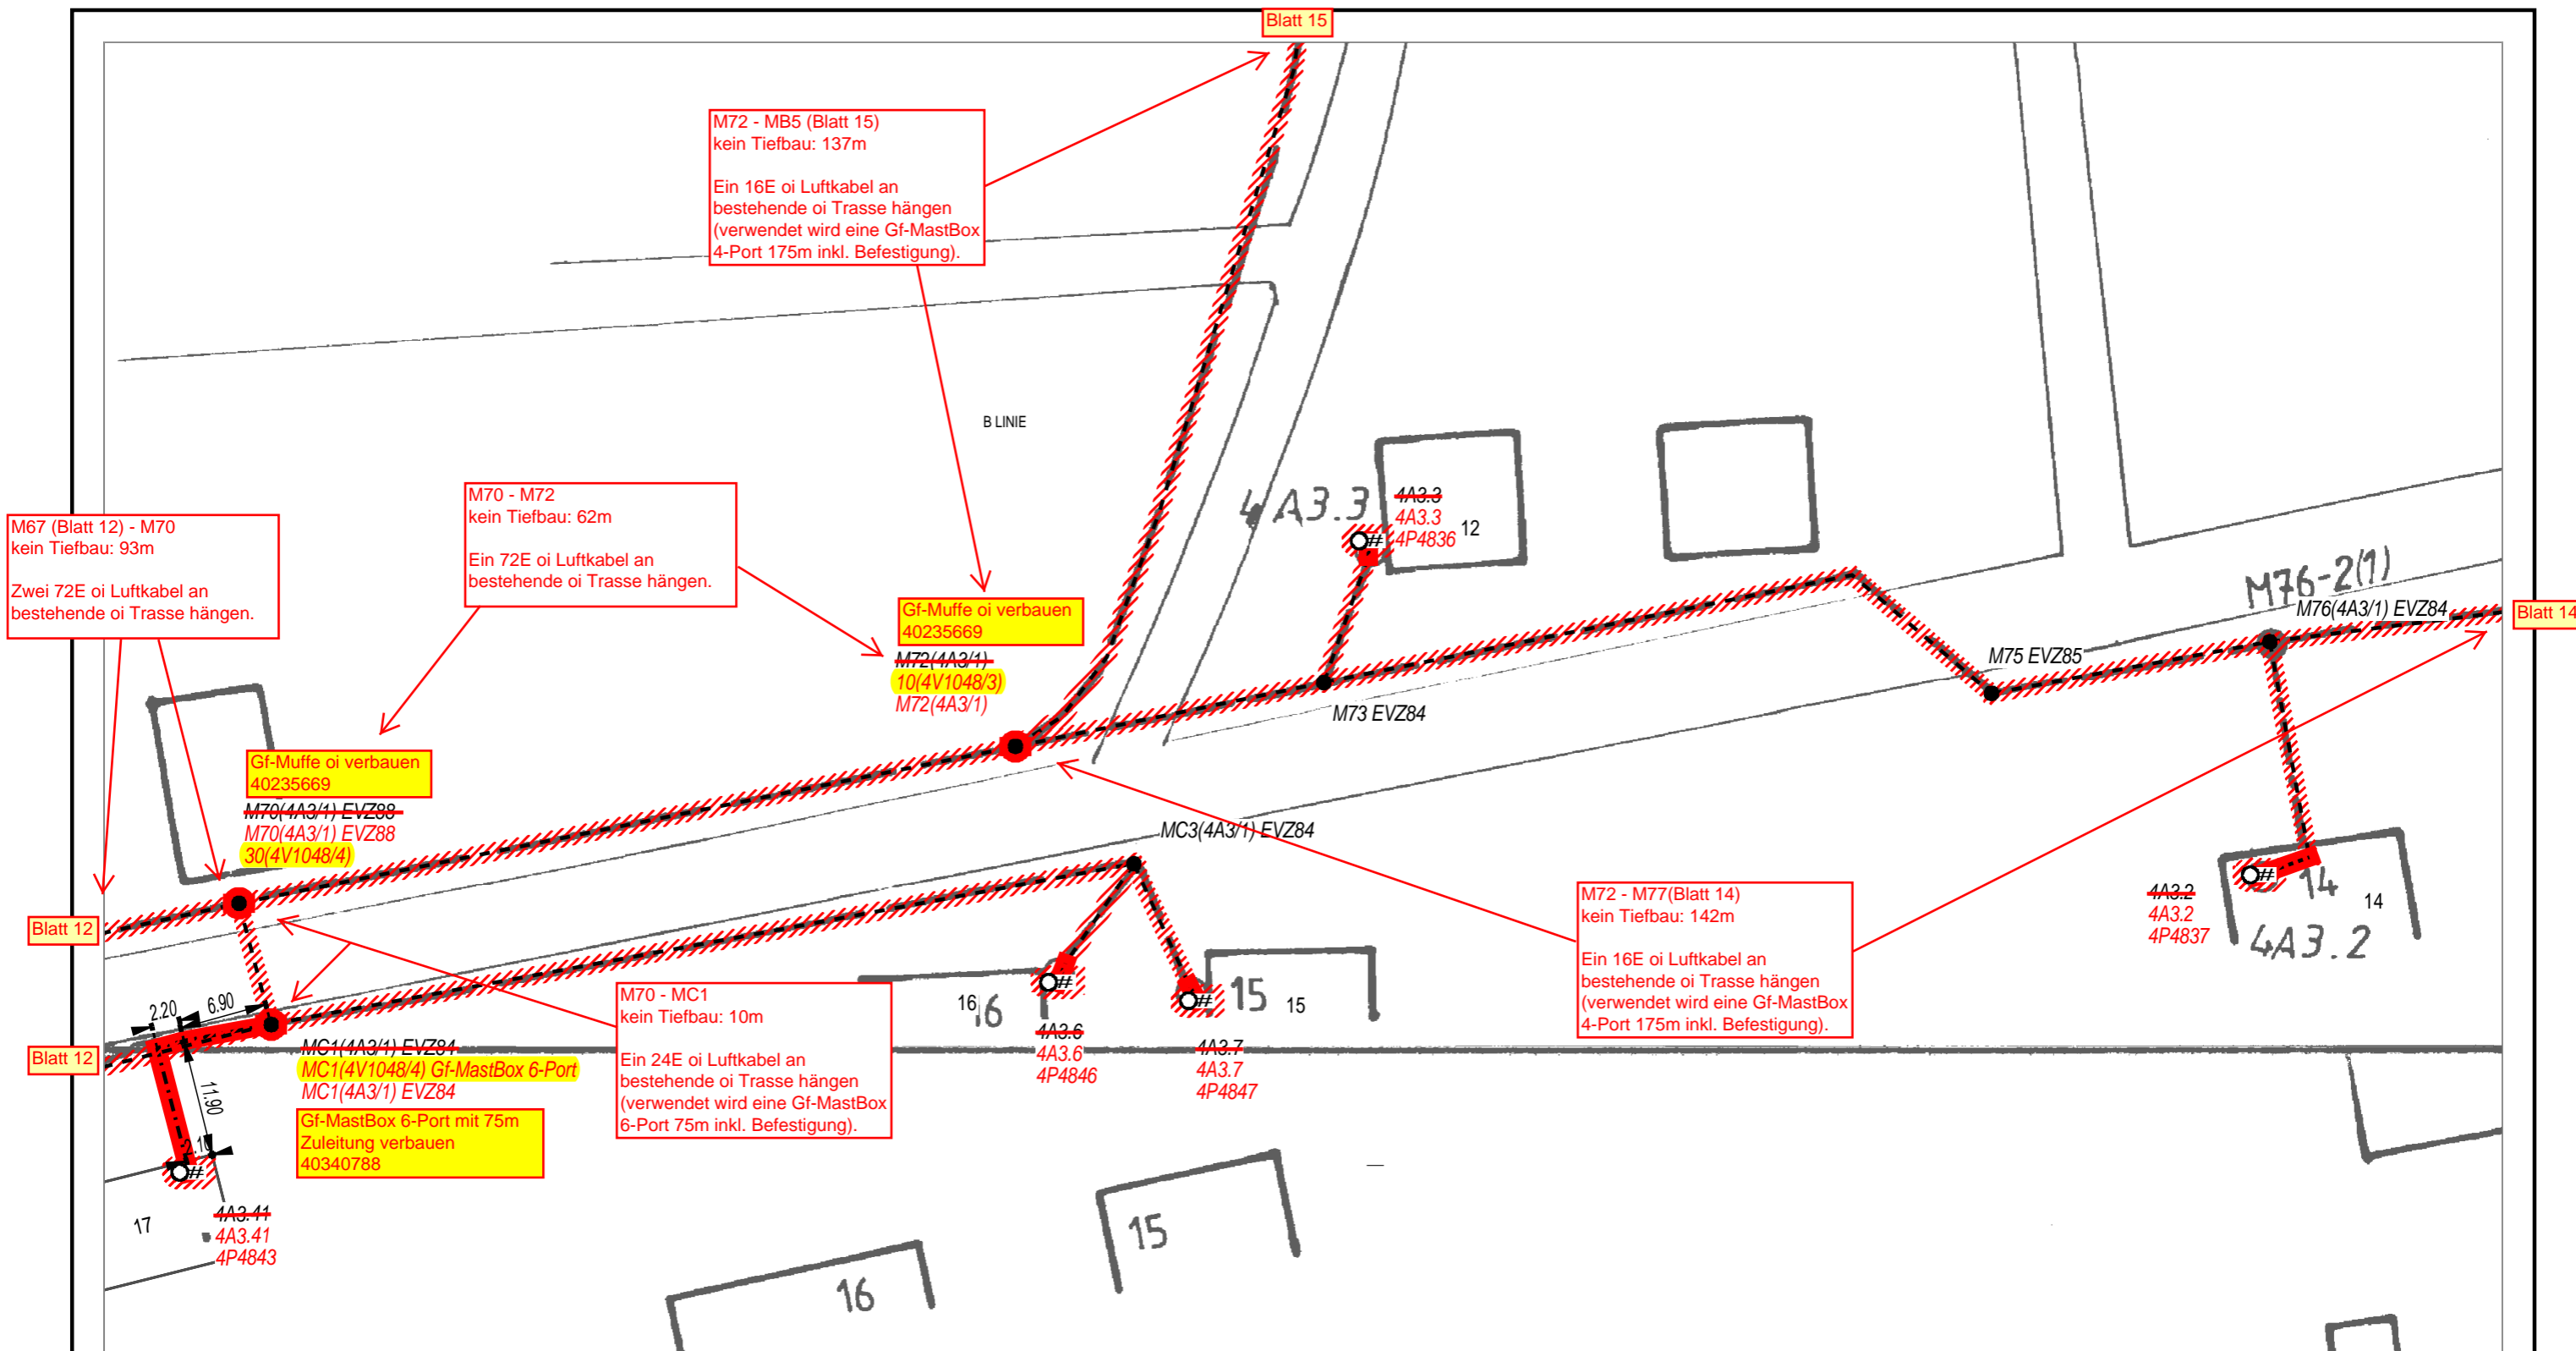 Blatt 15
M72 - MB5 (Blatt 15)
kein Tiefbau: 137m
Ein 16E oi Luftkabel an
bestehende oi Trasse hängen
(verwendet wird eine Gf-MastBox
4-Port 175m inkl. Befestigung).
B LINIE
M67 (Blatt 12) - M70
kein Tiefbau: 93m
Zwei 72E oi Luftkabel an
bestehende oi Trasse hängen.
M70 - M72
kein Tiefbau: 62m
Ein 72E oi Luftkabel an
bestehende oi Trasse hängen.
Gf-Muffe oi verbauen
40235669
M72(4A3/1)
10(4V1048/3)
M72(4A3/1)
4A3.3
4A3.3
4A3.3
4P4836
12
M76-2(1)
M76(4A3/1) EVZ84
Blatt 14
M75 EVZ85
M73 EVZ84
Gf-Muffe oi verbauen
40235669
M70(4A3/1) EVZ88
M70(4A3/1) EVZ88
30(4V1048/4)
MC3(4A3/1) EVZ84
Blatt 12
M72 - M77(Blatt 14)
kein Tiefbau: 142m
Ein 16E oi Luftkabel an
bestehende oi Trasse hängen
(verwendet wird eine Gf-MastBox
4-Port 175m inkl. Befestigung).
4A3.2
4A3.2
4P4837
14
14
4A3.2
2.20
6.90
11.90
2.10
Blatt 12
MC1(4A3/1) EVZ84
MC1(4V1048/4) Gf-MastBox 6-Port
MC1(4A3/1) EVZ84
Gf-MastBox 6-Port mit 75m
Zuleitung verbauen
40340788
M70 - MC1
kein Tiefbau: 10m
Ein 24E oi Luftkabel an
bestehende oi Trasse hängen
(verwendet wird eine Gf-MastBox
6-Port 75m inkl. Befestigung).
16
16
4A3.6
4A3.6
4P4846
15
15
4A3.7
4A3.7
4P4847
17
4A3.41
4A3.41
4P4843
15
16